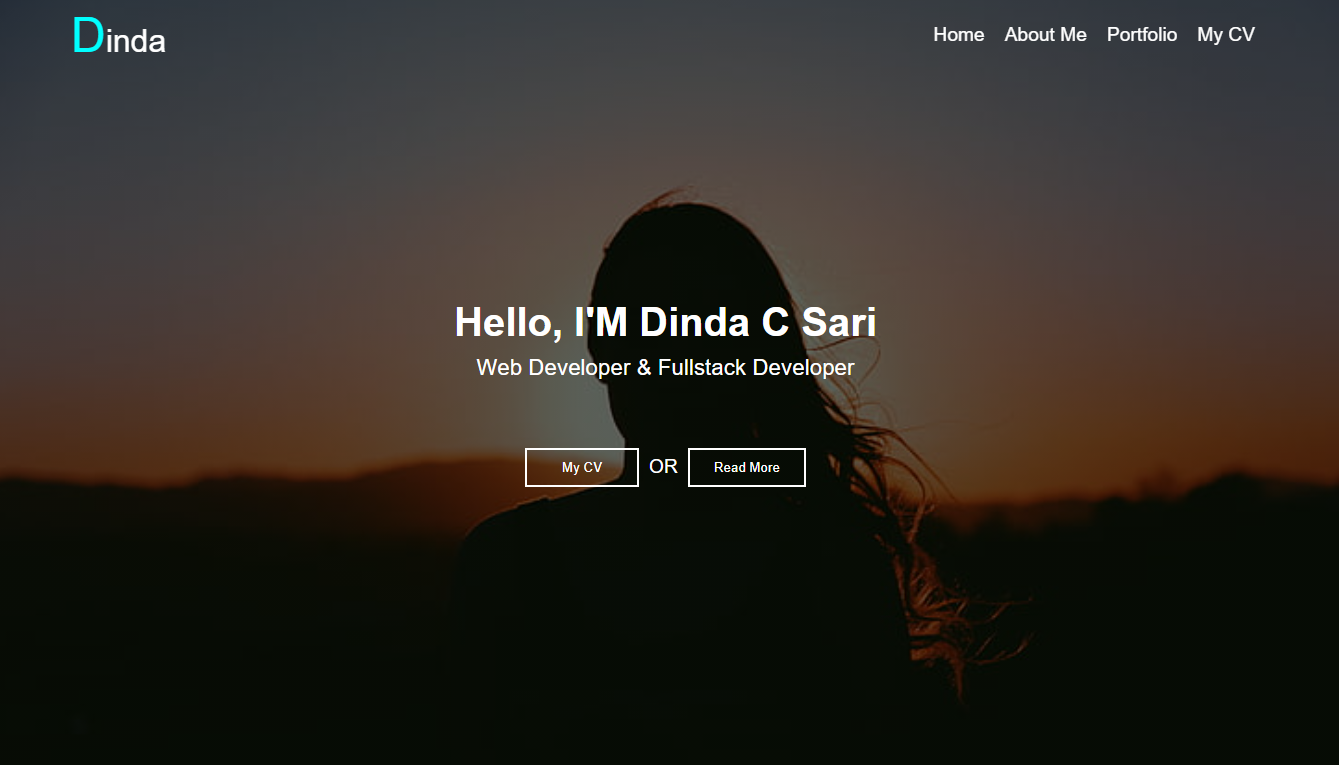 Dinda
Home About Me Portfolio My CV
Hello, I'M Dinda C Sari
Web Developer & Fullstack Developer
My CV OR Read More